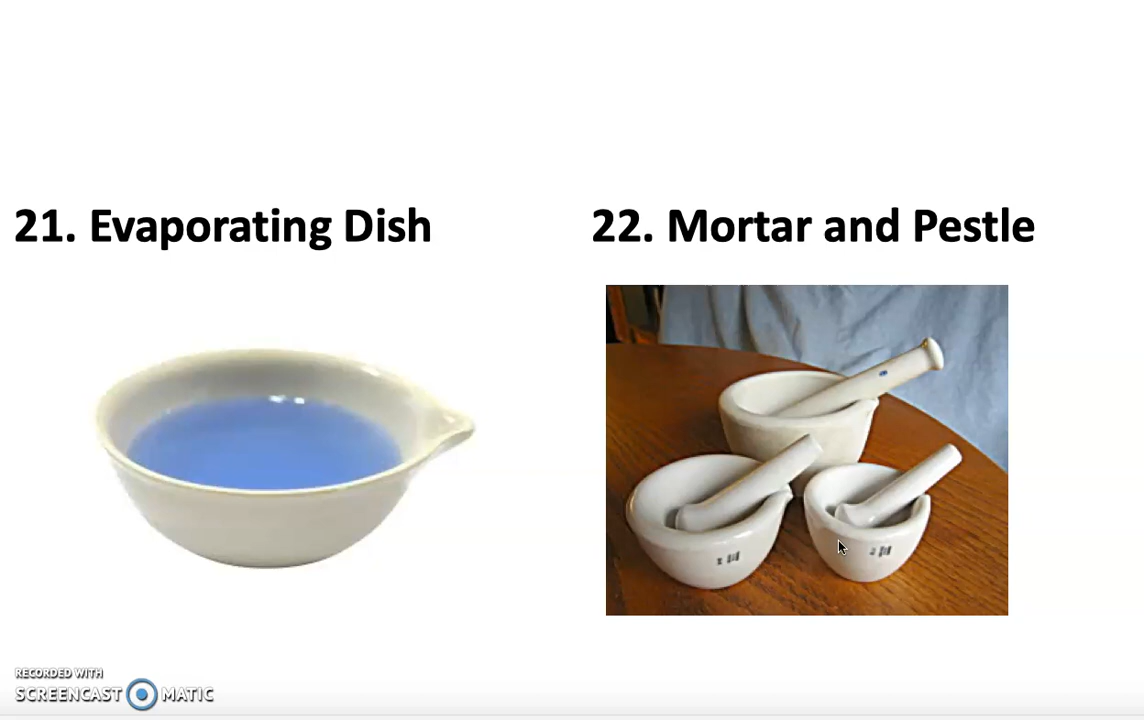 21. Evaporating Dish
22. Mortar and Pestle
RECORDED WITH
SCREENCAST MATIC